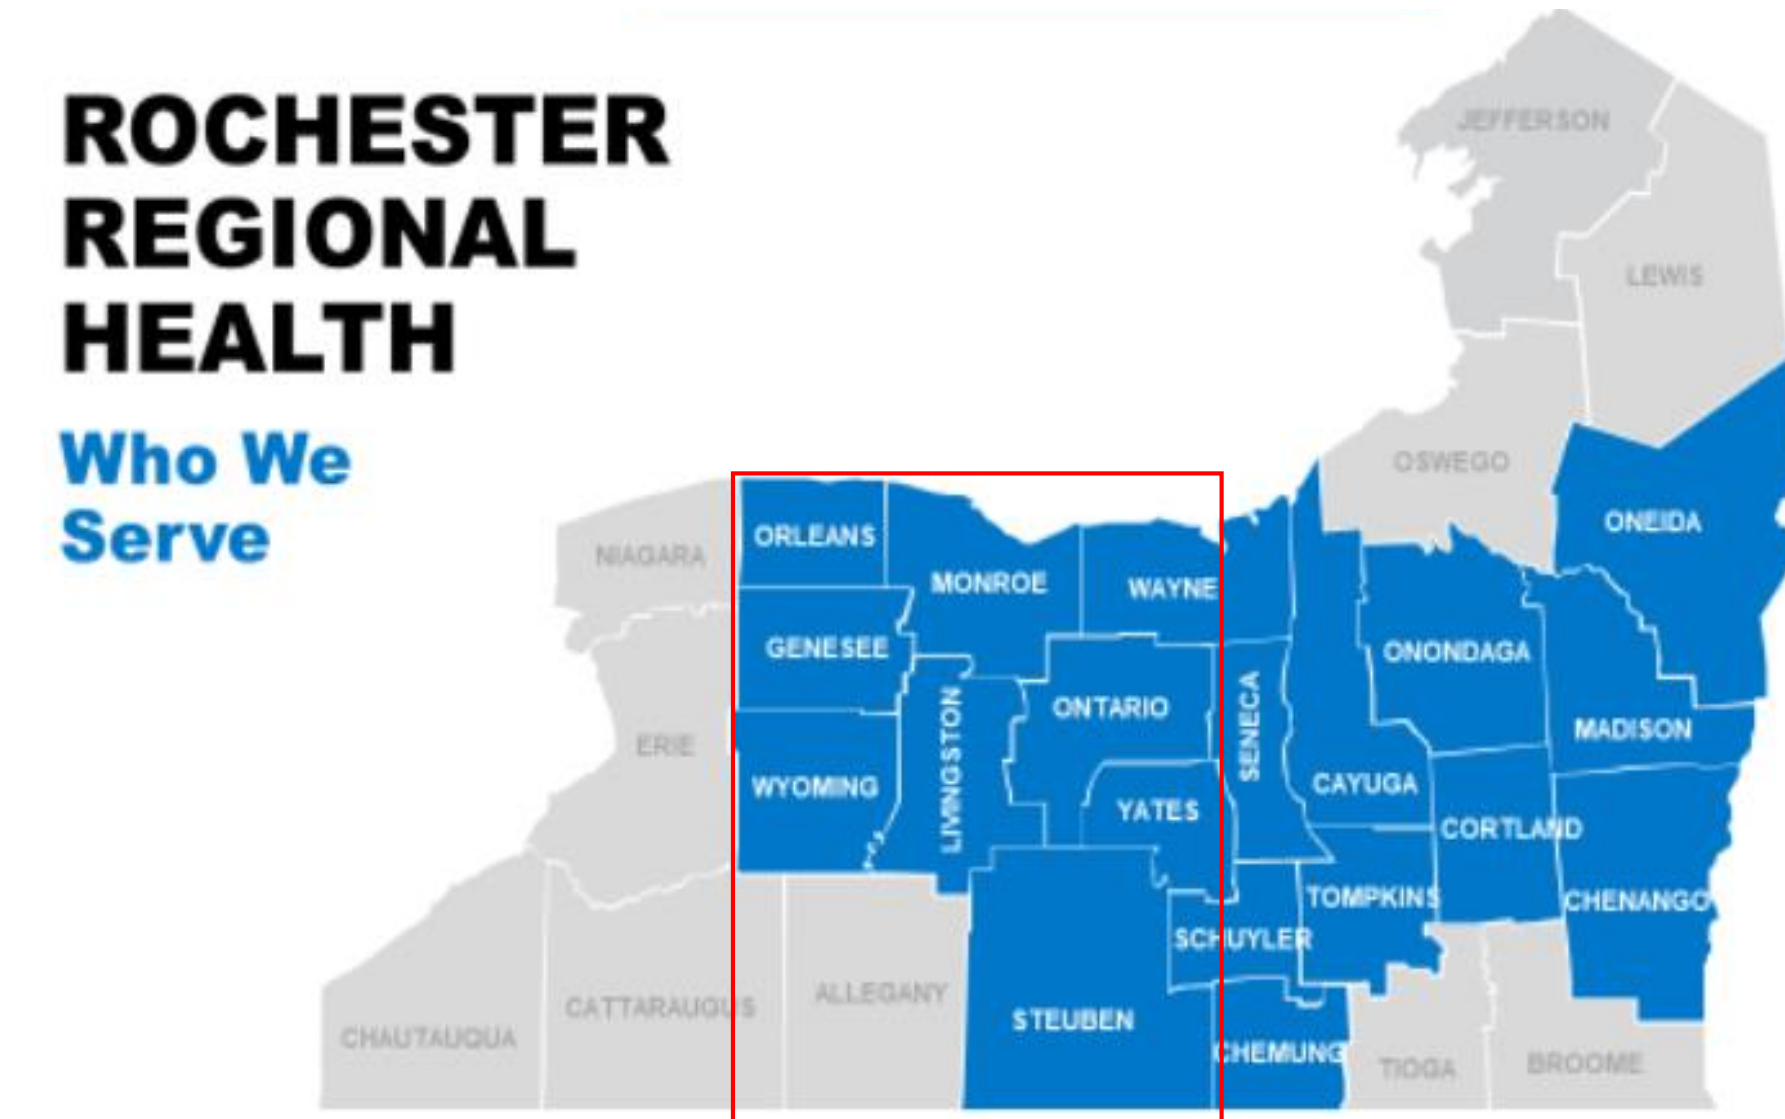 ROCHESTER
REGIONAL
HEALTH
Who We
Serve
JEFFERSON
LEWIS
OSWEGO
ONEIDA
NIAGARA
ORLEANS
MONROE
WAYNE
GENESEE
ONONDAGA
ERIE
LIVINGSTON
ONTARIO
SENECA
MADISON
WYOMING
YATES
CAYUGA
CORTLAND
TOMPKINS
CHENANGO
SCHUYLER
ALLEGANY
CATTARAUGUS
STEUBEN
CHAUTAUQUA
CHEMUNG
TIOGA
BROOME